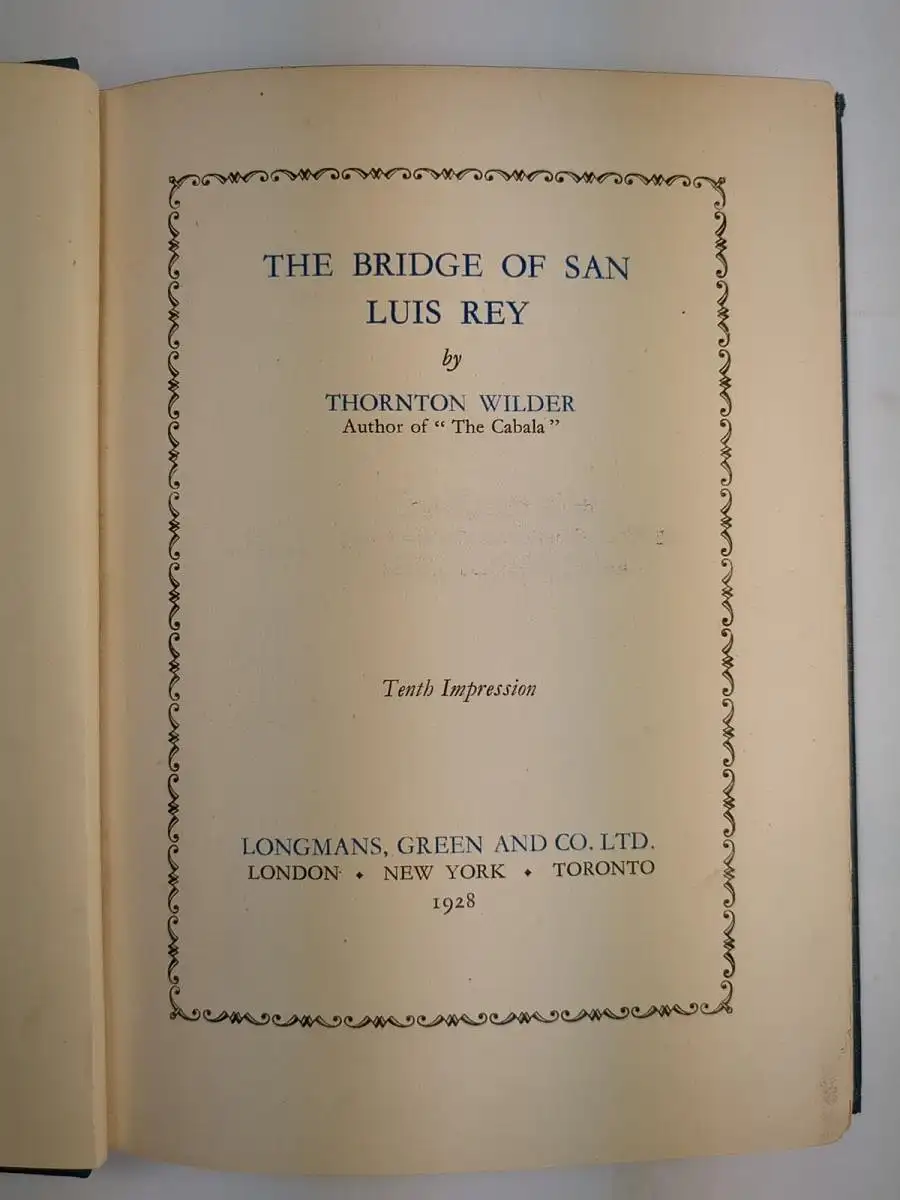 THE BRIDGE OF SAN
LUIS REY
by
THORNTON WILDER
Author of “ The Cabala ”
Tenth Impression
LONGMANS, GREEN AND CO. LTD.
LONDON ⬩ NEW YORK ⬩ TORONTO
1928